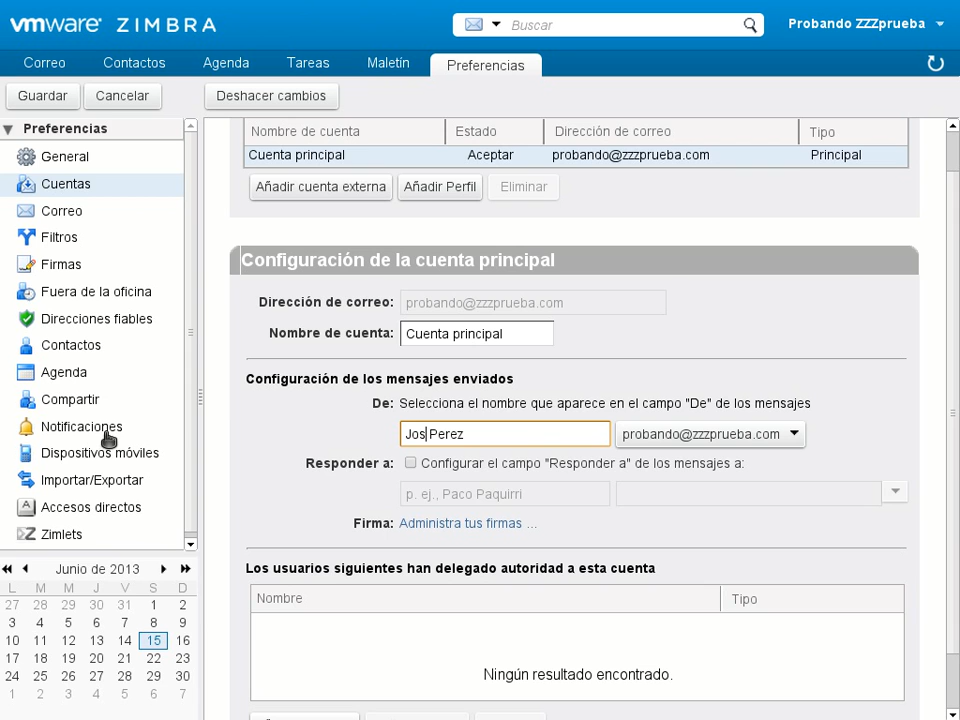 vmware ZIMBRA
Buscar
Probando ZZZprueba
Correo Contactos Agenda Tareas Maletín Preferencias
Guardar Cancelar Deshacer cambios
Preferencias
General
Cuentas
Correo
Filtros
Firmas
Fuera de la oficina
Direcciones fiables
Contactos
Agenda
Compartir
Notificaciones
Dispositivos móviles
Importar/Exportar
Accesos directos
Zimlets
Junio de 2013
L M M J V S D
27 28 29 30 31 1 2
3 4 5 6 7 8 9
10 11 12 13 14 15 16
17 18 19 20 21 22 23
24 25 26 27 28 29 30
1 2 3 4 5 6 7
Nombre de cuenta Estado Dirección de correo Tipo
Cuenta principal Aceptar probando@zzzprueba.com Principal
Añadir cuenta externa Añadir Perfil Eliminar
Configuración de la cuenta principal
Dirección de correo: probando@zzzprueba.com
Nombre de cuenta: Cuenta principal
Configuración de los mensajes enviados
De: Selecciona el nombre que aparece en el campo "De" de los mensajes
Jos Perez probando@zzzprueba.com
Responder a: Configurar el campo "Responder a" de los mensajes a:
p. ej., Paco Paquirri
Firma: Administra tus firmas ...
Los usuarios siguientes han delegado autoridad a esta cuenta
Nombre Tipo
Ningún resultado encontrado.